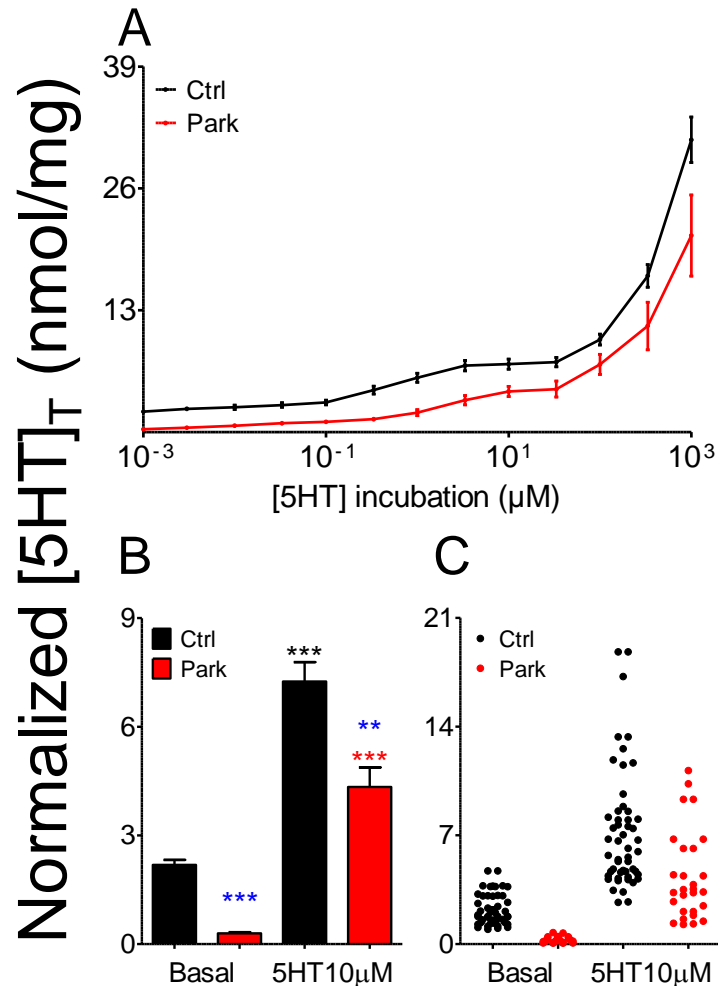 Normalized [5HT]T (nmol/mg)
A
39
26
13
Ctrl
Park
10-3 10-1 101 103
[5HT] incubation (µM)
B
9
6
3
0
Ctrl
Park
***
**
***
***
Basal 5HT10µM
C
21
14
7
0
Ctrl
Park
Basal 5HT10µM